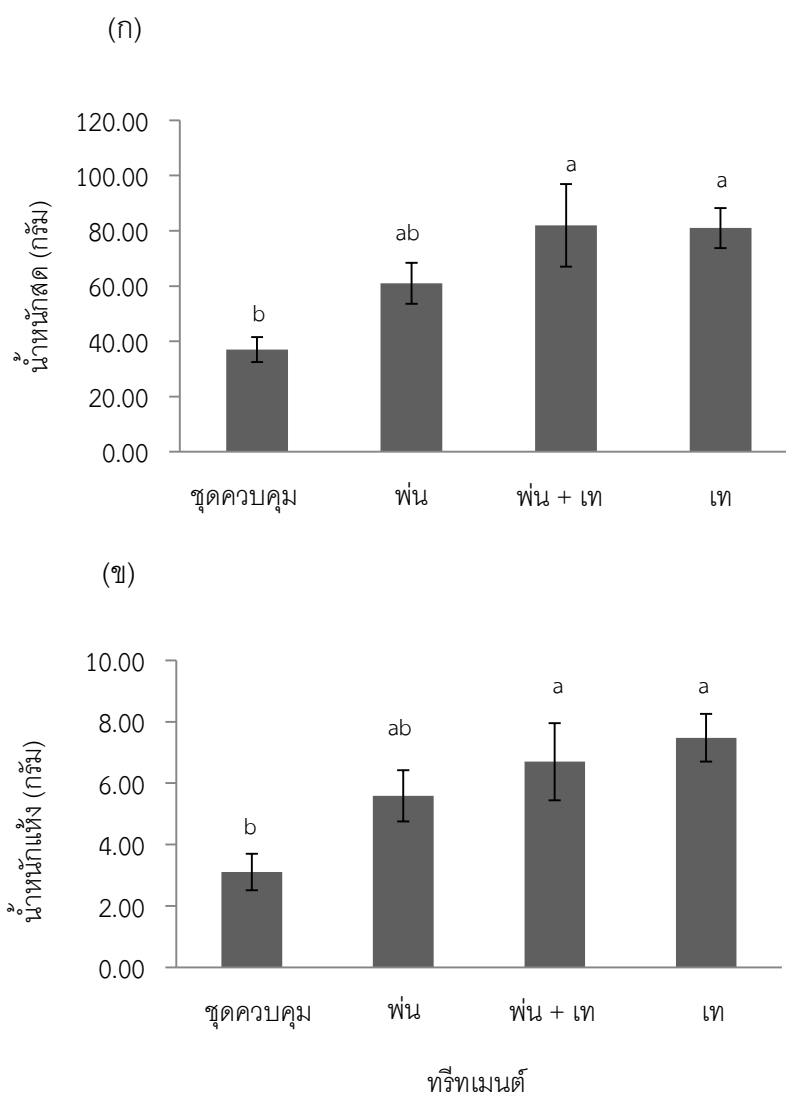 (ก)
น้ำหนักสด (กรัม)
120.00
100.00
80.00
60.00
40.00
20.00
0.00
b
ab
a
a
ชุดควบคุม
พ่น
พ่น + เท
เท
(ข)
น้ำหนักแห้ง (กรัม)
10.00
8.00
6.00
4.00
2.00
0.00
b
ab
a
a
ชุดควบคุม
พ่น
พ่น + เท
เท
ทรีทเมนต์